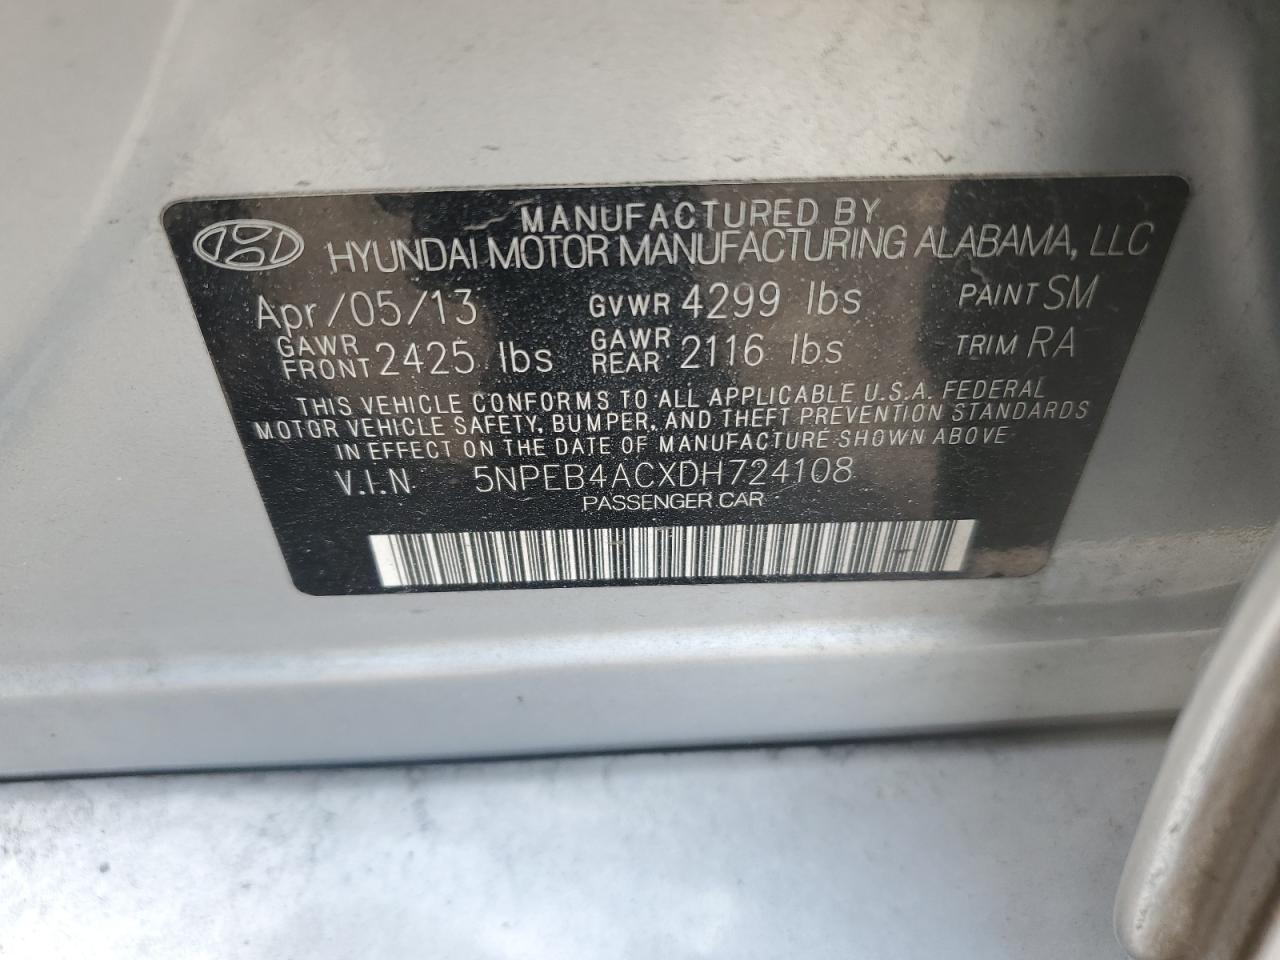 MANUFACTURED BY
HYUNDAI MOTOR MANUFACTURING ALABAMA, LLC
Apr/05/13 GVWR 4299 lbs PAINT SM
GAWR FRONT 2425 lbs GAWR REAR 2116 lbs TRIM RA
THIS VEHICLE CONFORMS TO ALL APPLICABLE U.S.A. FEDERAL
MOTOR VEHICLE SAFETY, BUMPER, AND THEFT PREVENTION STANDARDS
IN EFFECT ON THE DATE OF MANUFACTURE SHOWN ABOVE
V.I.N 5NPEB4ACXDH724108
PASSENGER CAR